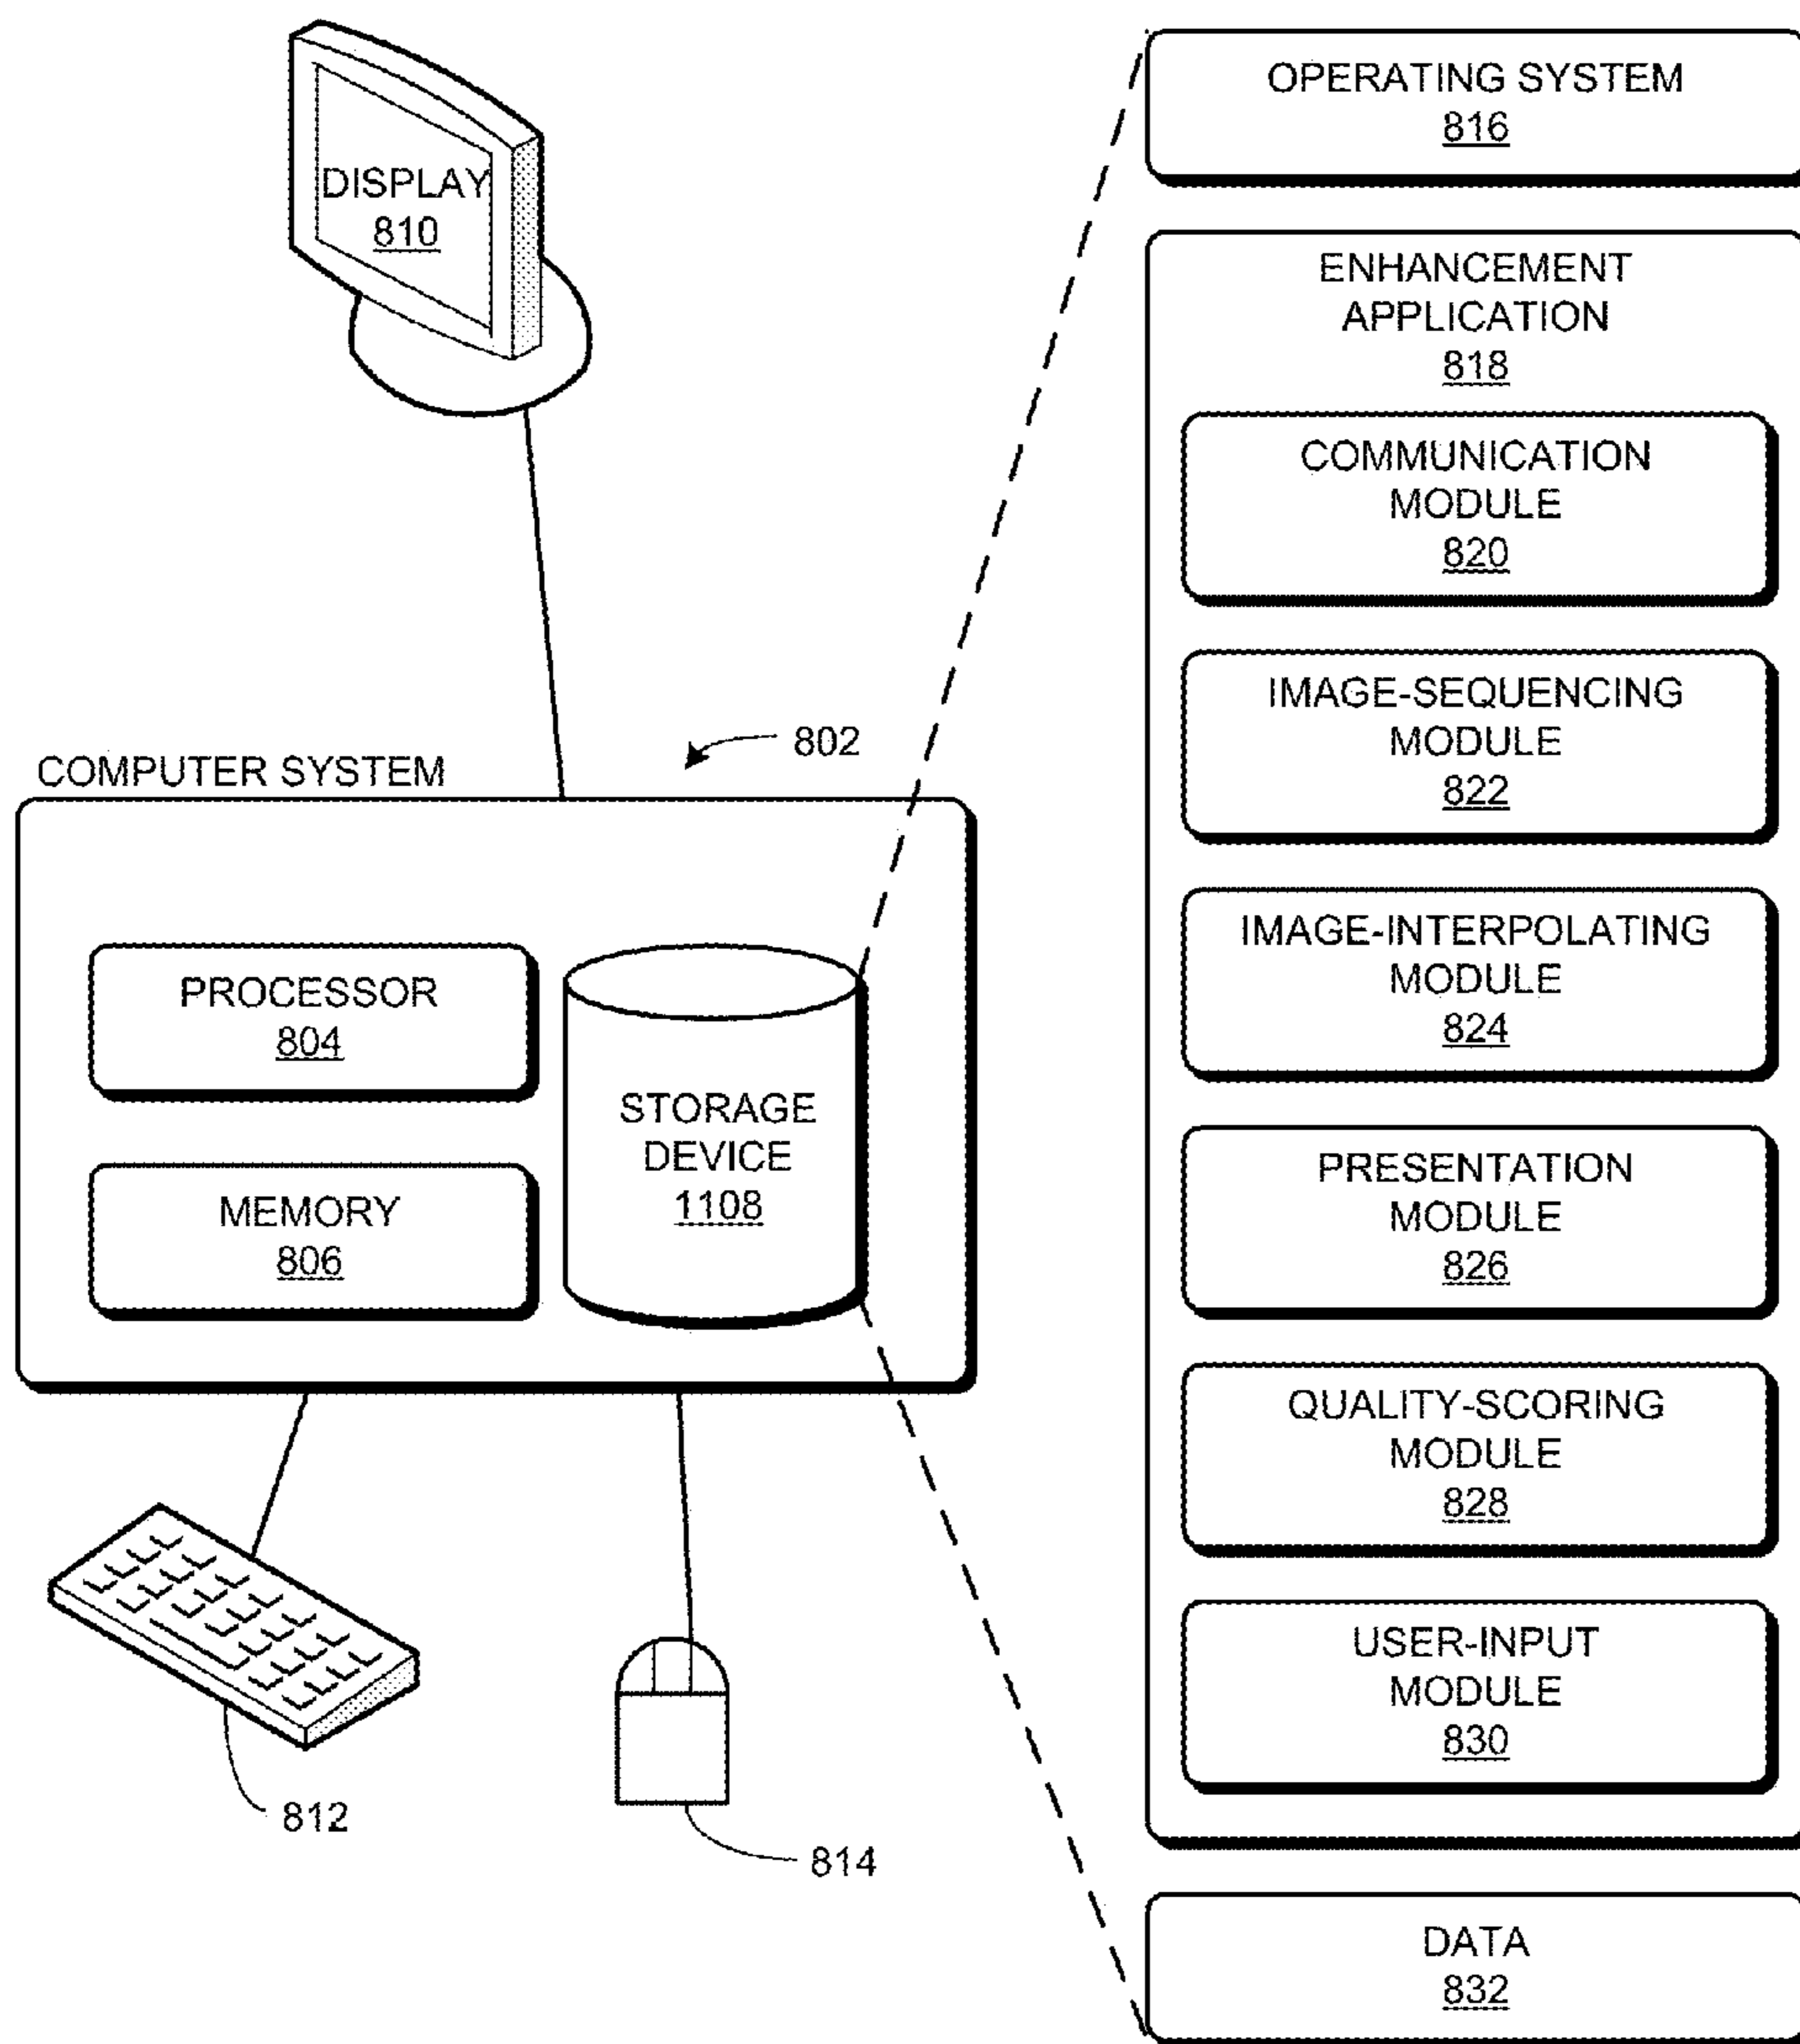 DISPLAY
810
802
COMPUTER SYSTEM
PROCESSOR
804
MEMORY
806
STORAGE
DEVICE
1108
812
814
OPERATING SYSTEM
816
ENHANCEMENT
APPLICATION
818
COMMUNICATION
MODULE
820
IMAGE-SEQUENCING
MODULE
822
IMAGE-INTERPOLATING
MODULE
824
PRESENTATION
MODULE
826
QUALITY-SCORING
MODULE
828
USER-INPUT
MODULE
830
DATA
832